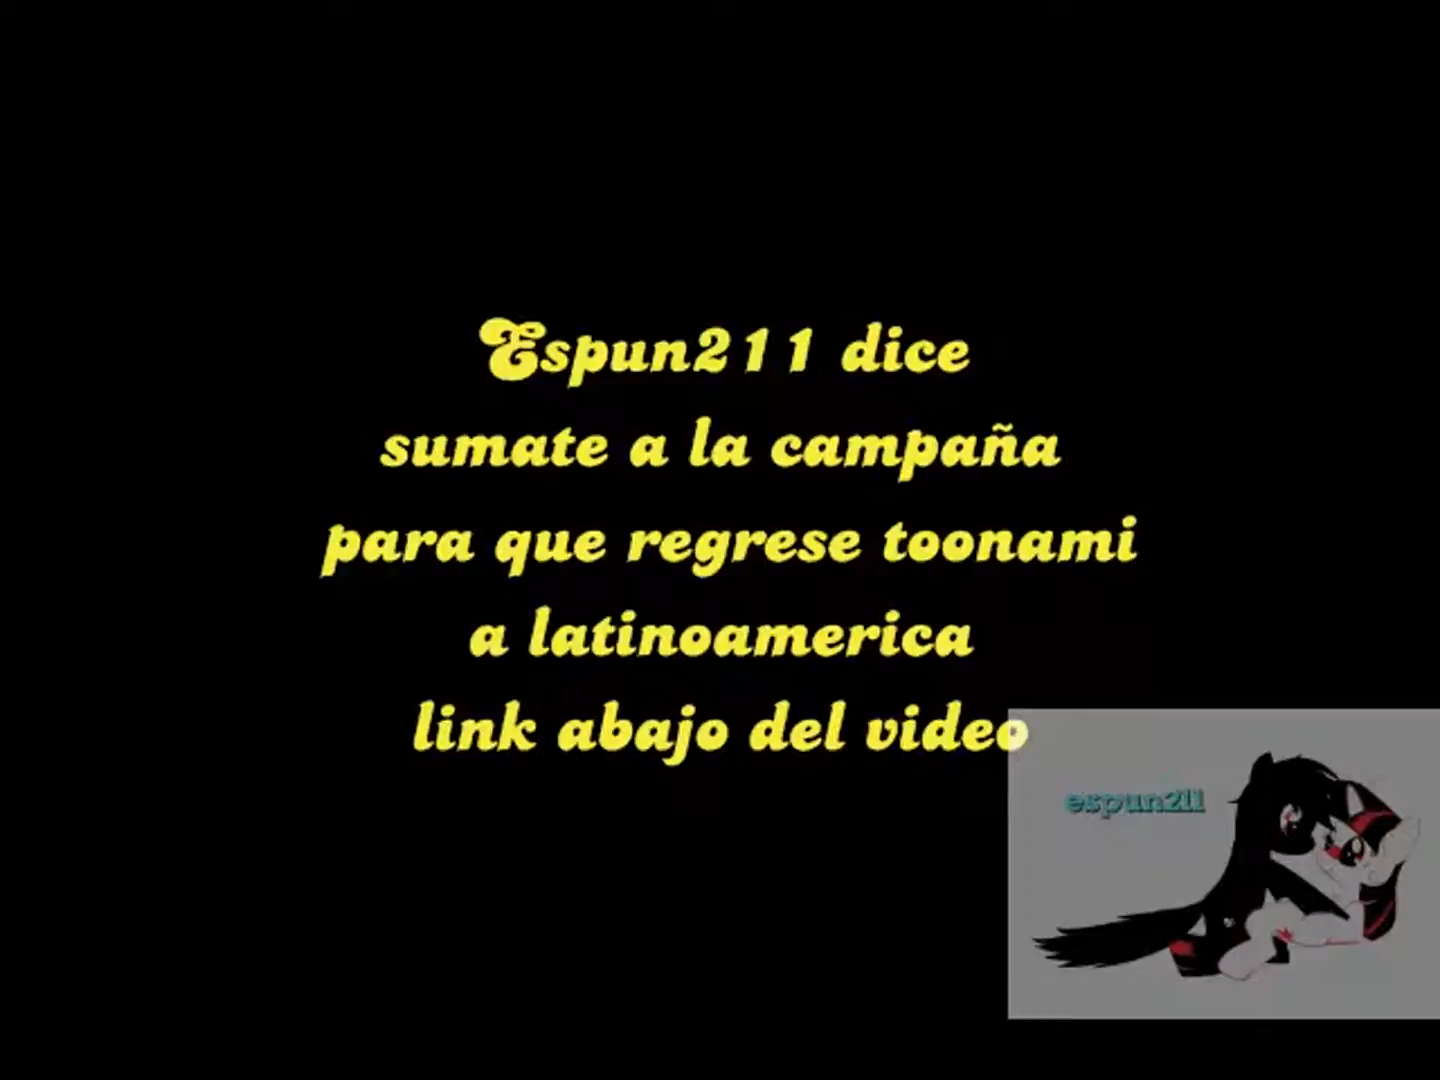 Espun211 dice
sumate a la campaña
para que regrese toonami
a latinoamerica
link abajo del video
espun211